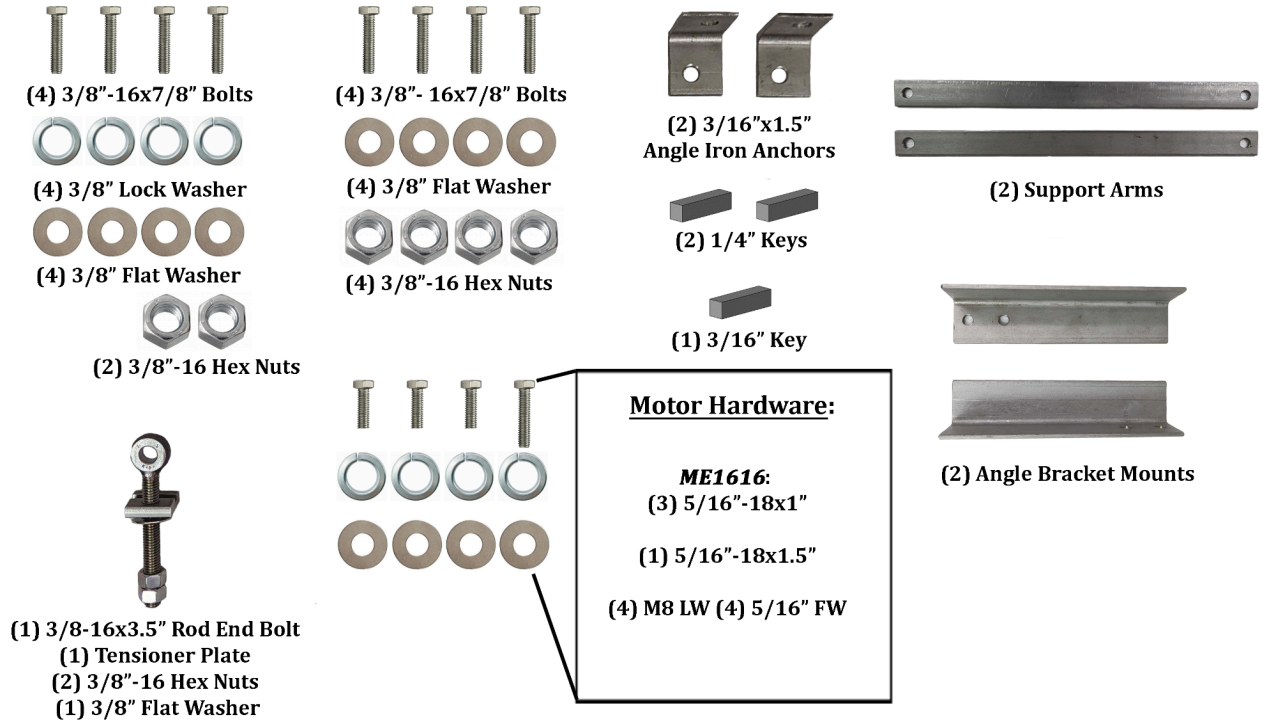 (4) 3/8”-16x7/8” Bolts
(4) 3/8” Lock Washer
(4) 3/8” Flat Washer
(2) 3/8”-16 Hex Nuts
(1) 3/8-16x3.5” Rod End Bolt
(1) Tensioner Plate
(2) 3/8”-16 Hex Nuts
(1) 3/8” Flat Washer
(4) 3/8”- 16x7/8” Bolts
(4) 3/8” Flat Washer
(4) 3/8”-16 Hex Nuts
(2) 3/16”x1.5”
Angle Iron Anchors
(2) 1/4” Keys
(1) 3/16” Key
Motor Hardware:
ME1616:
(3) 5/16”-18x1”
(1) 5/16”-18x1.5”
(4) M8 LW (4) 5/16” FW
(2) Support Arms
(2) Angle Bracket Mounts